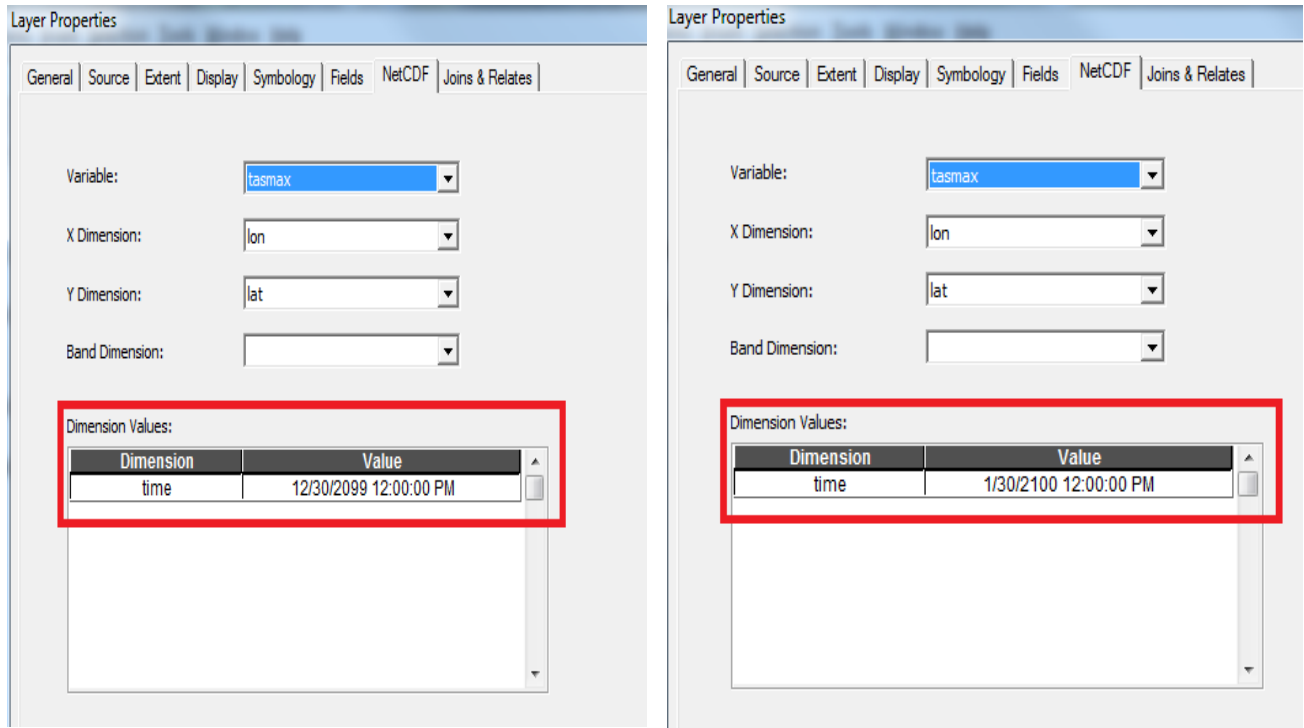 Layer Properties
General Source Extent Display Symbology Fields NetCDF Joins & Relates
Variable: tasmax
X Dimension: lon
Y Dimension: lat
Band Dimension:
Dimension Values:
Dimension Value
time 12/30/2099 12:00:00 PM
Layer Properties
General Source Extent Display Symbology Fields NetCDF Joins & Relates
Variable: tasmax
X Dimension: lon
Y Dimension: lat
Band Dimension:
Dimension Values:
Dimension Value
time 1/30/2100 12:00:00 PM